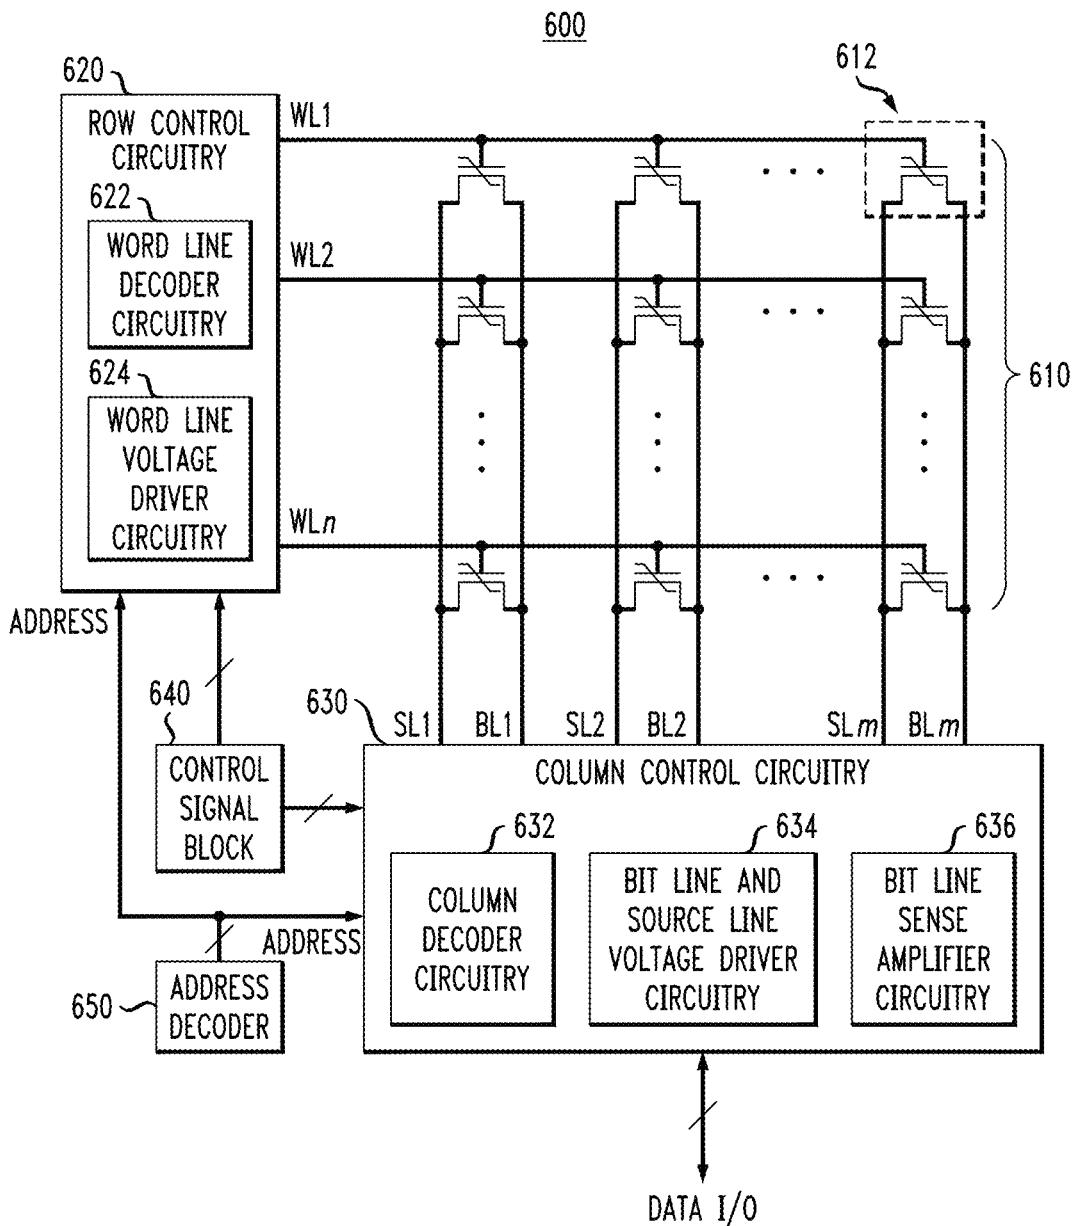 600
612
620
ROW CONTROL
CIRCUITRY
WL1
622
WORD LINE
DECODER
CIRCUITRY
WL2
624
WORD LINE
VOLTAGE
DRIVER
CIRCUITRY
610
WLn
ADDRESS
640
CONTROL
SIGNAL
BLOCK
630
SL1
BL1
SL2
BL2
SLm
BLm
COLUMN CONTROL CIRCUITRY
632
COLUMN
DECODER
CIRCUITRY
634
BIT LINE AND
SOURCE LINE
VOLTAGE DRIVER
CIRCUITRY
636
BIT LINE
SENSE
AMPLIFIER
CIRCUITRY
ADDRESS
650
ADDRESS
DECODER
DATA I/O